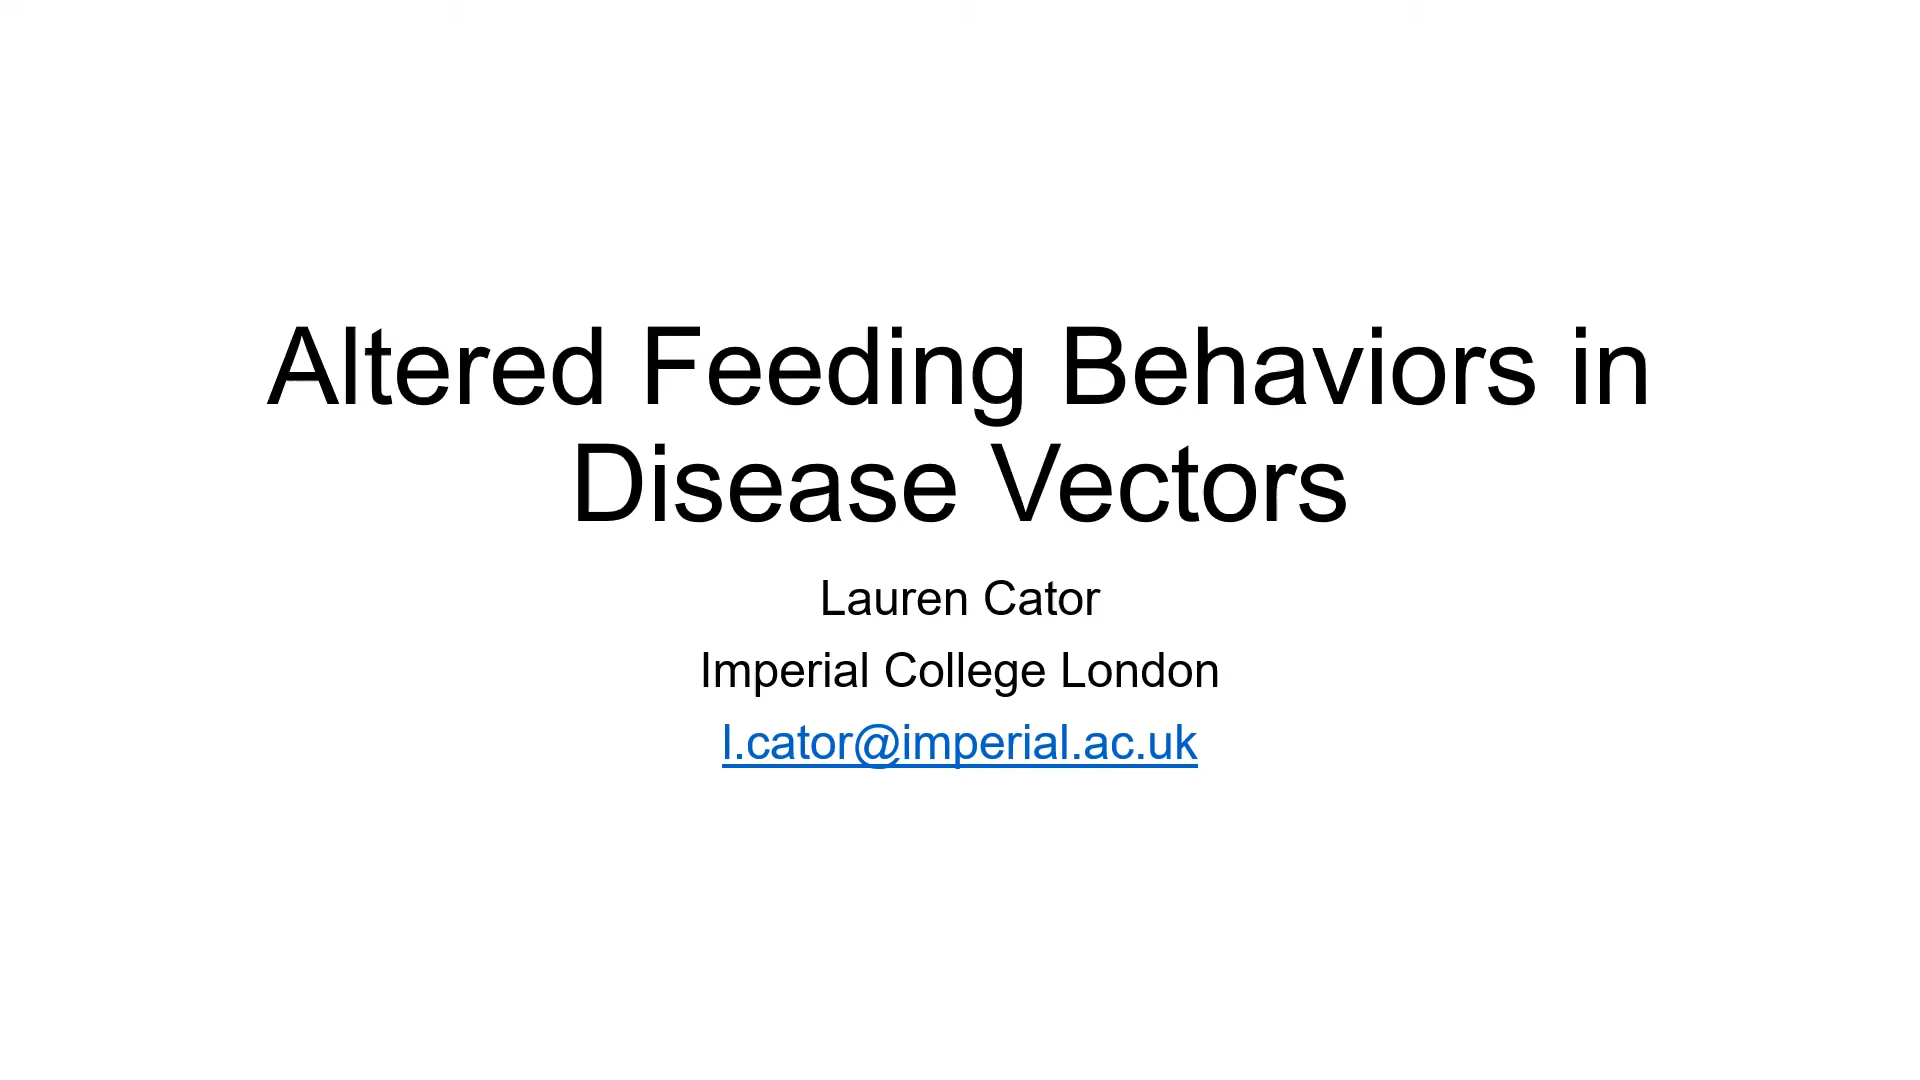 Altered Feeding Behaviors in
Disease Vectors
Lauren Cator
Imperial College London
l.cator@imperial.ac.uk